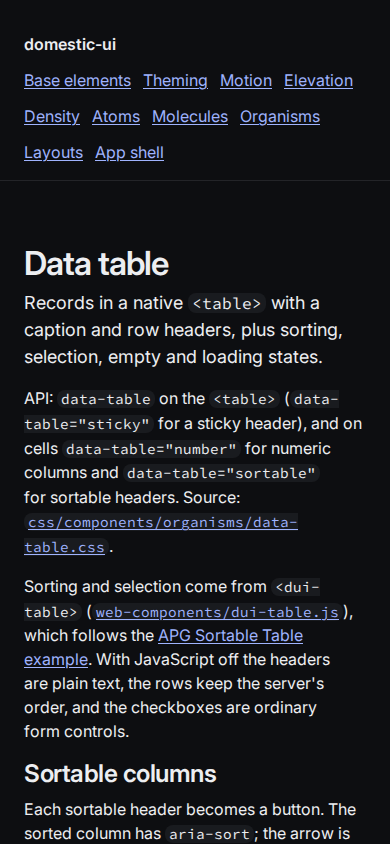 domestic-ui
Base elements Theming Motion Elevation
Density Atoms Molecules Organisms
Layouts App shell
Data table
Records in a native <table> with a
caption and row headers, plus sorting,
selection, empty and loading states.
API: data-table on the <table> ( data-
table="sticky" for a sticky header), and on
cells data-table="number" for numeric
columns and data-table="sortable"
for sortable headers. Source:
css/components/organisms/data-
table.css .
Sorting and selection come from <dui-
table> ( web-components/dui-table.js ),
which follows the APG Sortable Table
example. With JavaScript off the headers
are plain text, the rows keep the server's
order, and the checkboxes are ordinary
form controls.
Sortable columns
Each sortable header becomes a button. The
sorted column has aria-sort ; the arrow is